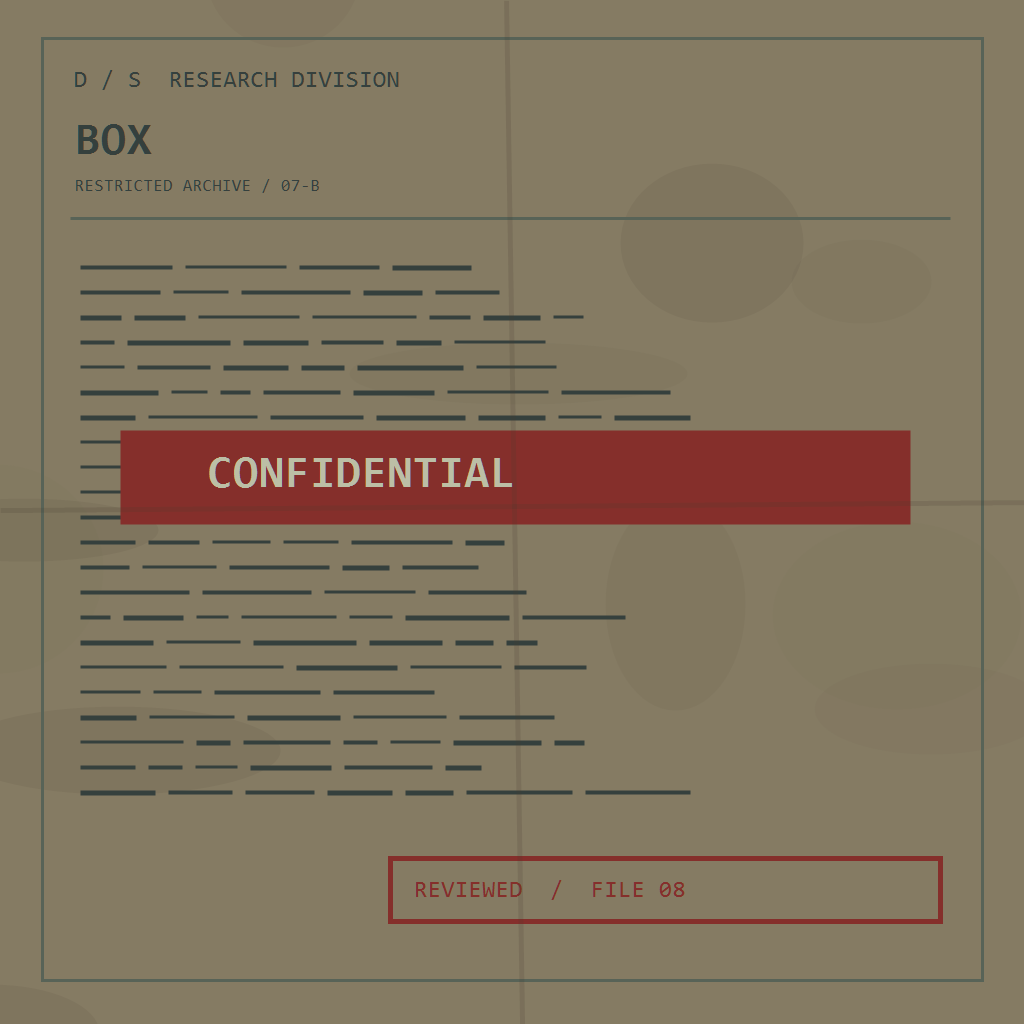 D / S  RESEARCH DIVISION
BOX
RESTRICTED ARCHIVE / 07-B
CONFIDENTIAL
REVIEWED  /  FILE 08